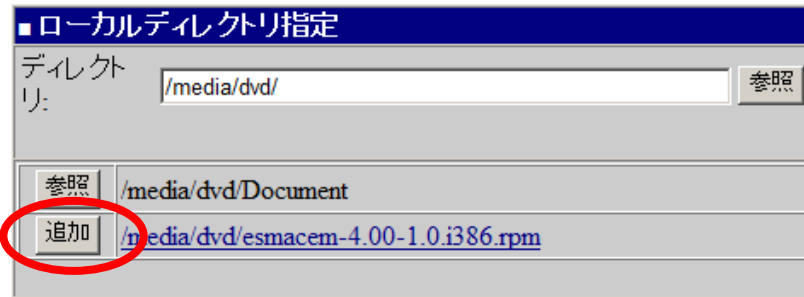 ■ローカルディレクトリ指定
ディレクト
リ:
/media/dvd/
参照
参照 /media/dvd/Document
追加 /media/dvd/esmacem-4.00-1.0.i386.rpm